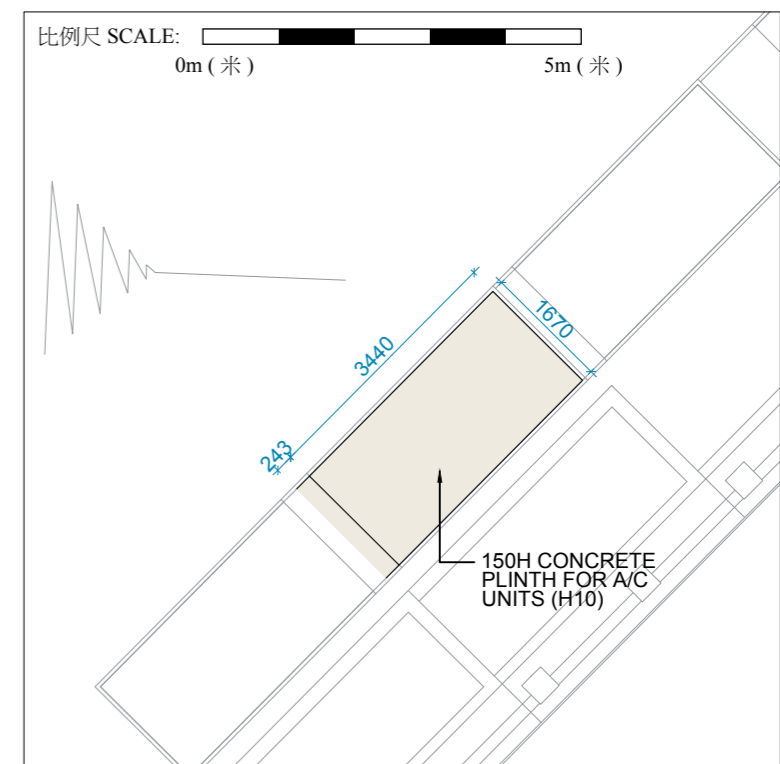 比例尺 SCALE:
0m ( 米 )
5m ( 米 )
1670
3440
243
150H CONCRETE
PLINTH FOR A/C
UNITS (H10)